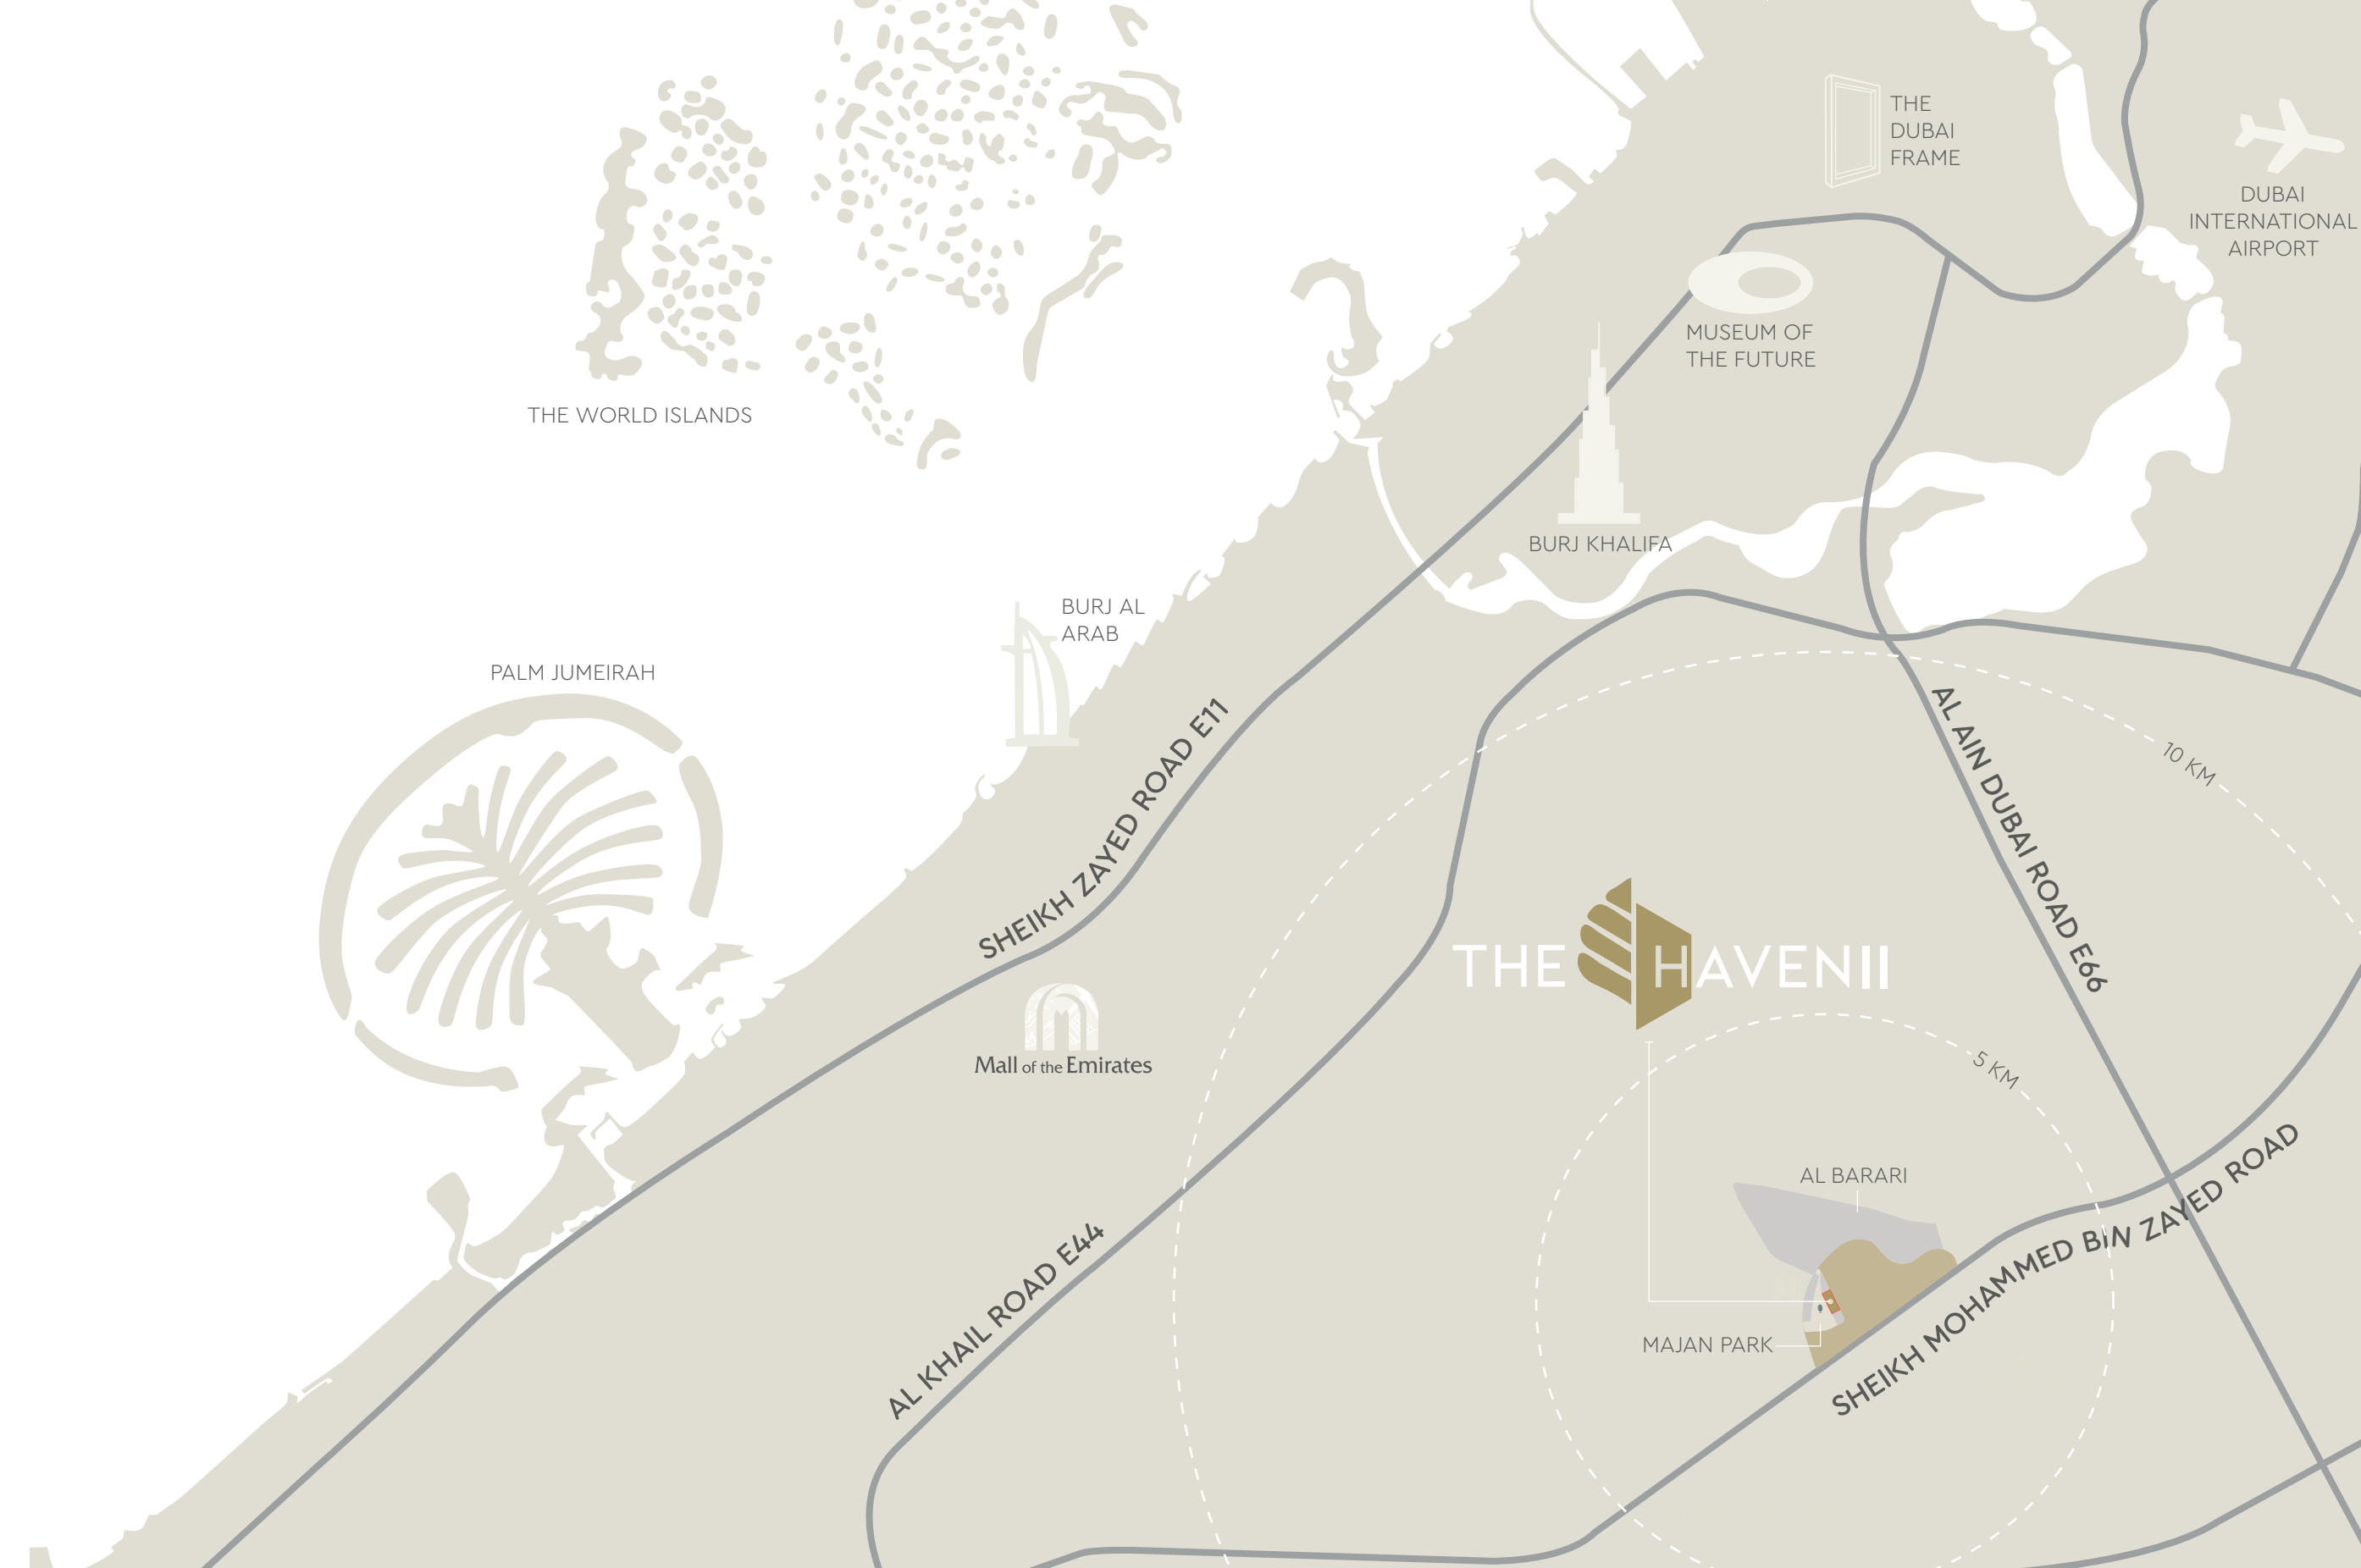 THE
DUBAI
FRAME
DUBAI
INTERNATIONAL
AIRPORT
MUSEUM OF
THE FUTURE
THE WORLD ISLANDS
BURJ KHALIFA
BURJ AL
ARAB
PALM JUMEIRAH
SHEIKH ZAYED ROAD E11
AL AIN DUBAI ROAD E66
10 KM
THE HAVEN II
Mall of the Emirates
5 KM
AL BARARI
SHEIKH MOHAMMED BiN ZAYED ROAD
AL KHAIL ROAD E44
MAJAN PARK